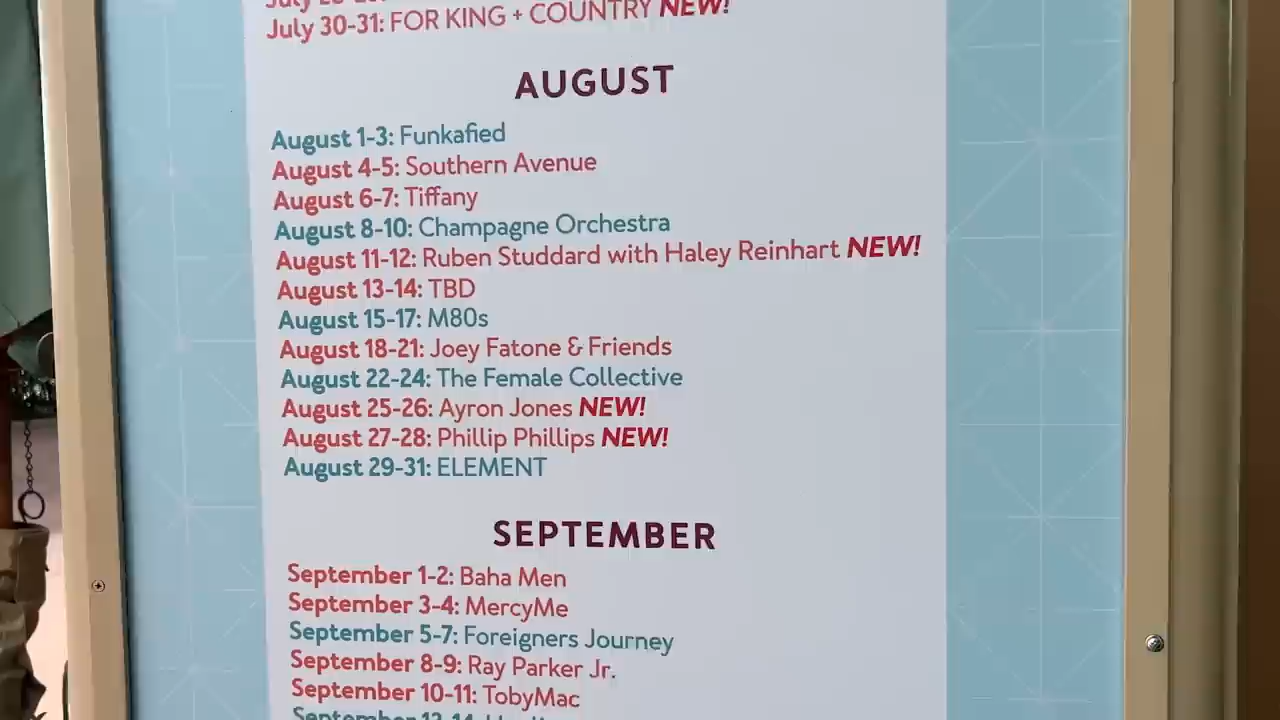 July
July 30-31: FOR KING + COUNTRY NEW!
AUGUST
August 1-3: Funkafied
August 4-5: Southern Avenue
August 6-7: Tiffany
August 8-10: Champagne Orchestra
August 11-12: Ruben Studdard with Haley Reinhart NEW!
August 13-14: TBD
August 15-17: M80s
August 18-21: Joey Fatone & Friends
August 22-24: The Female Collective
August 25-26: Ayron Jones NEW!
August 27-28: Phillip Phillips NEW!
August 29-31: ELEMENT
SEPTEMBER
September 1-2: Baha Men
September 3-4: MercyMe
September 5-7: Foreigners Journey
September 8-9: Ray Parker Jr.
September 10-11: TobyMac
September